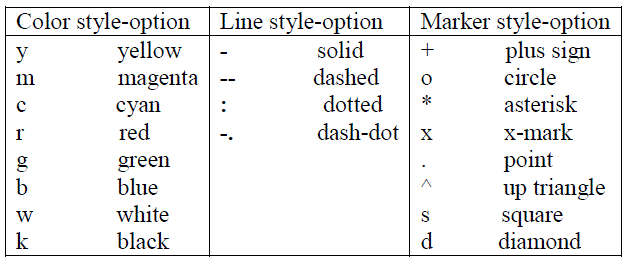 Color style-option Line style-option Marker style-option
y yellow - solid + plus sign
m magenta -- dashed o circle
c cyan : dotted * asterisk
r red -. dash-dot x x-mark
g green . point
b blue ^ up triangle
w white s square
k black d diamond